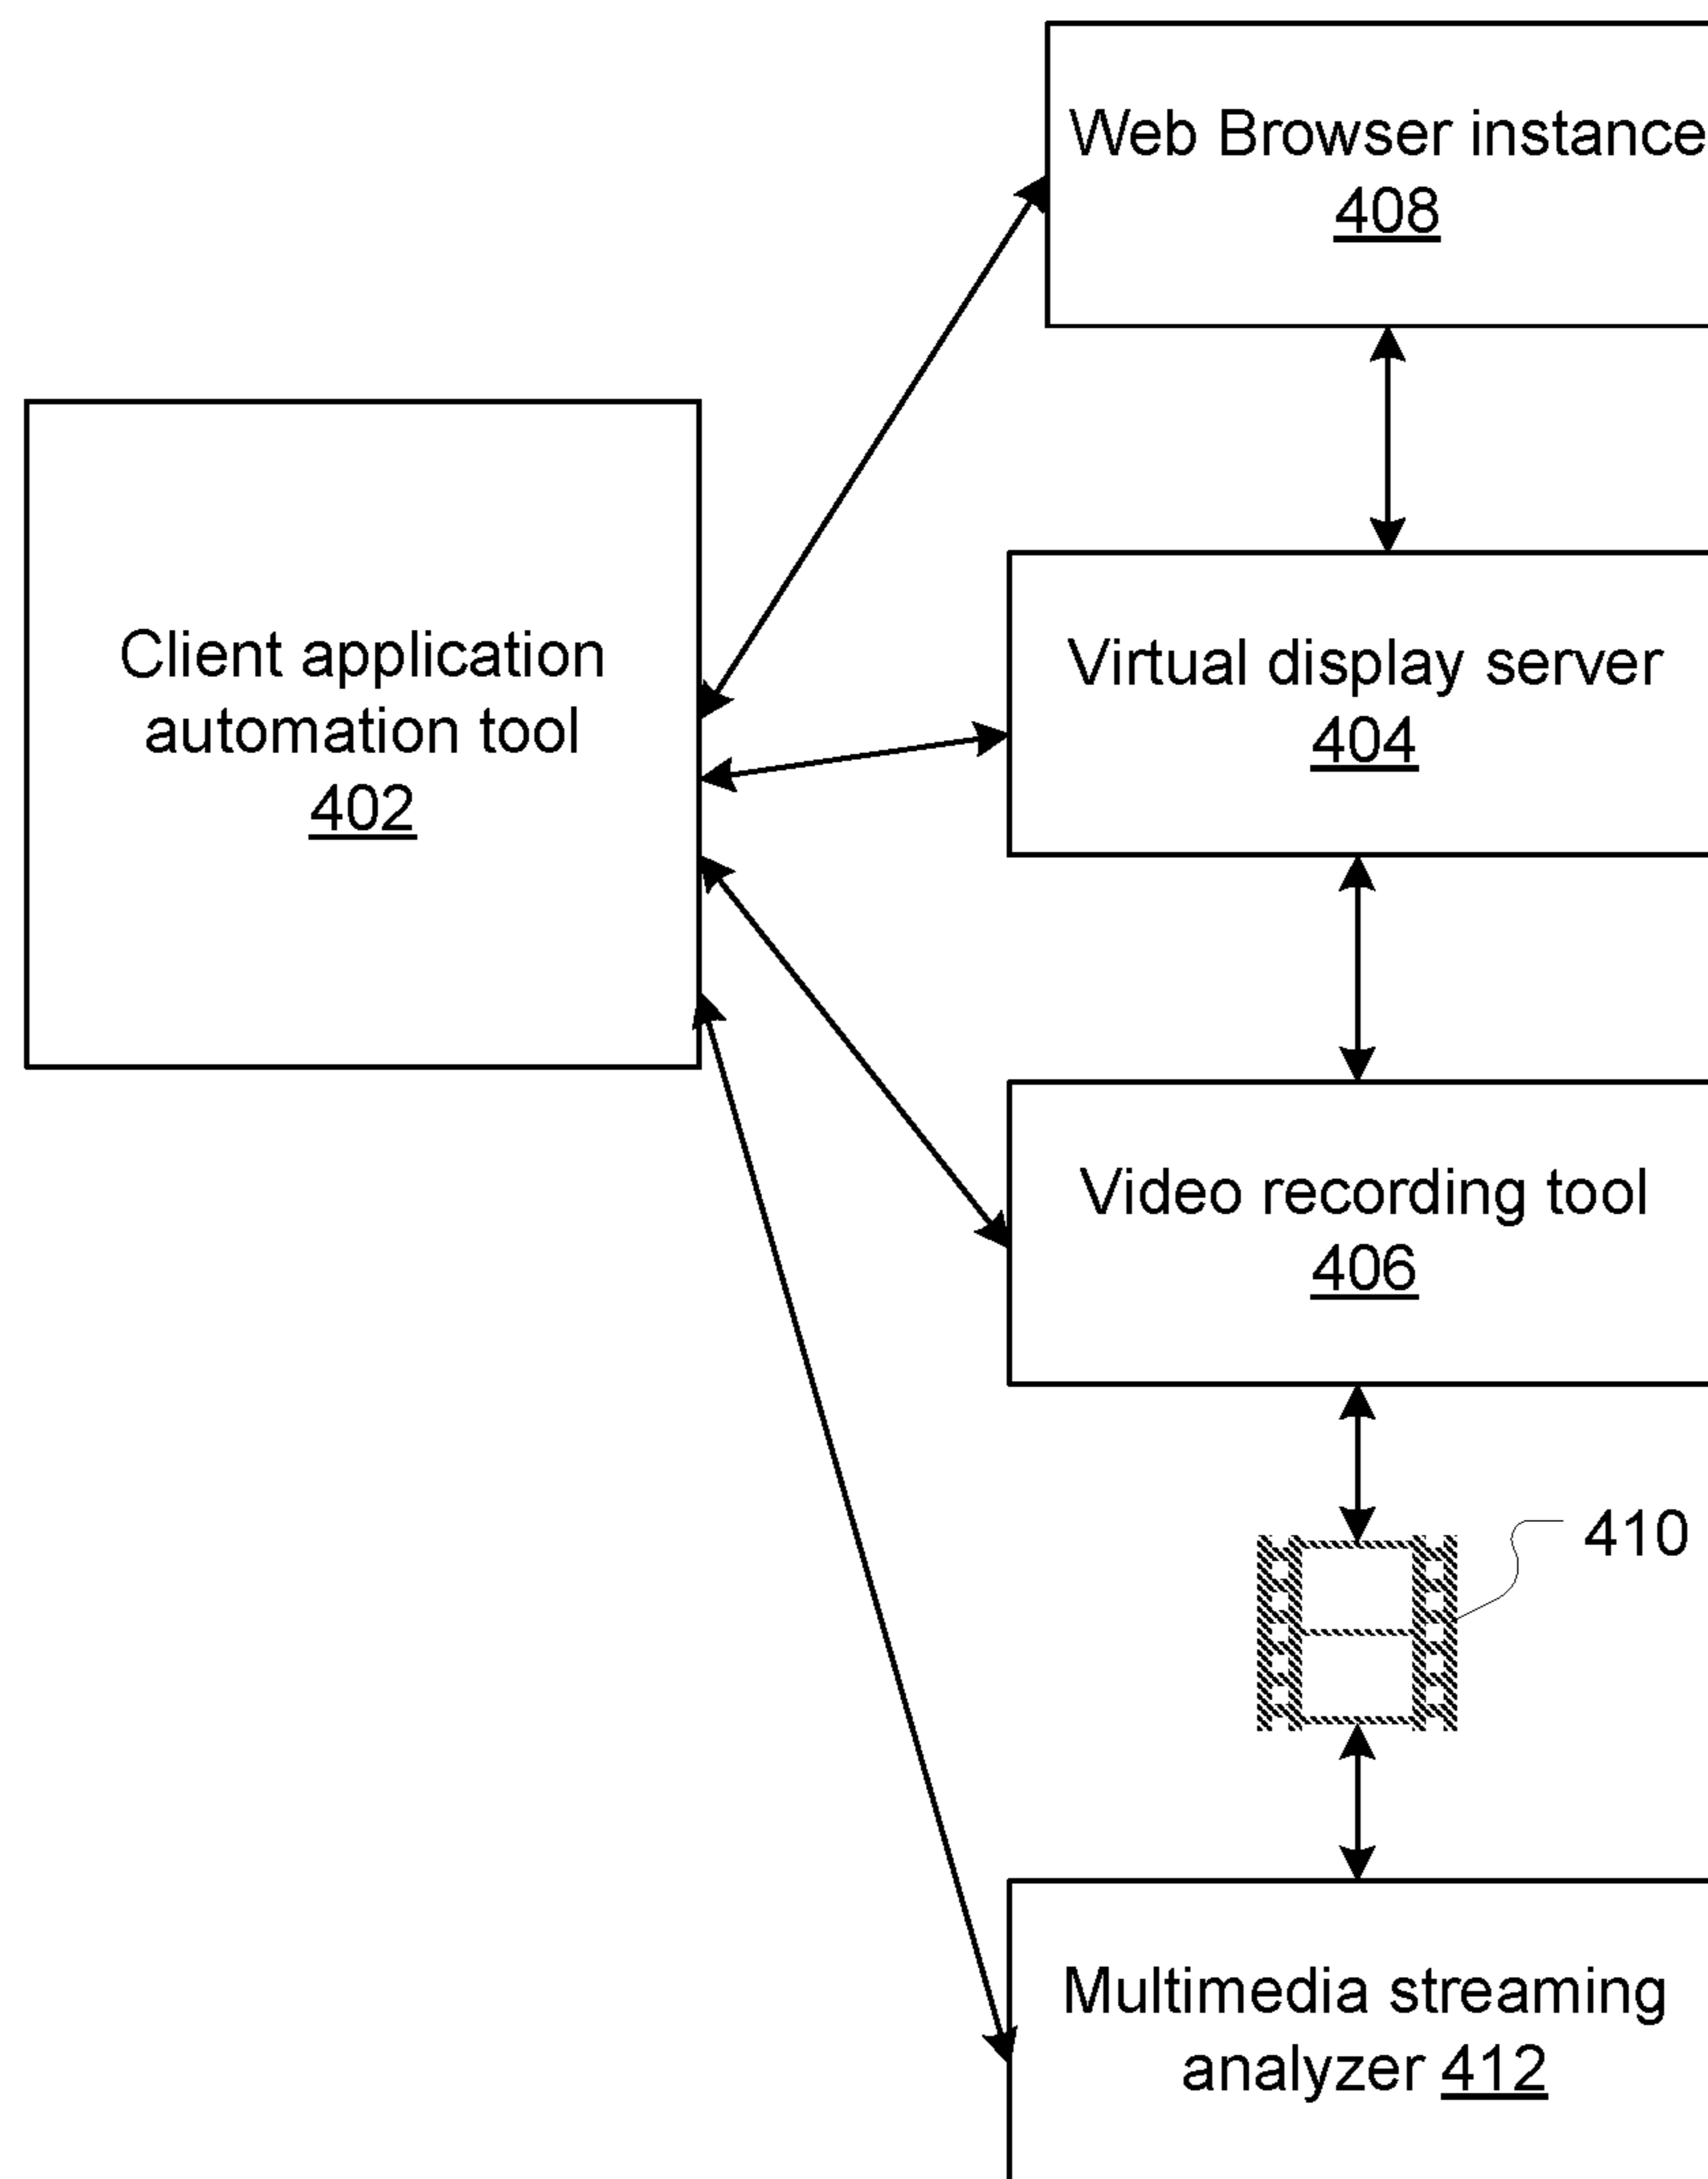 Web Browser instance
408
Client application
automation tool
402
Virtual display server
404
Video recording tool
406
410
Multimedia streaming
analyzer 412